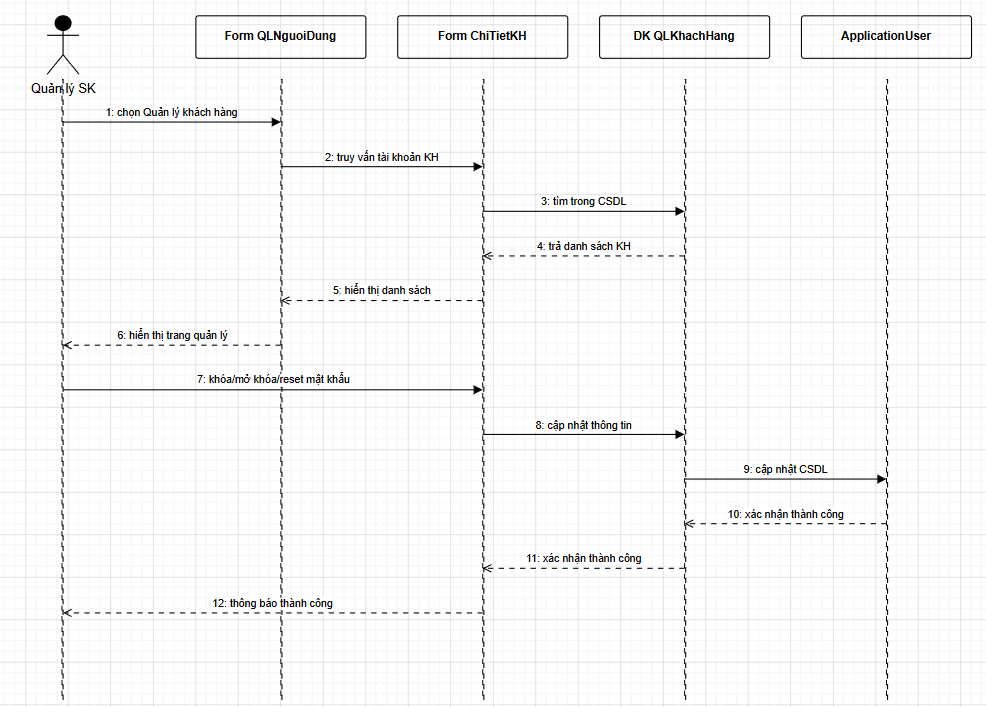 Form QLNguoiDung
Form ChiTietKH
DK QLKhachHang
ApplicationUser
Quản lý SK
1: chọn Quản lý khách hàng
2: truy vấn tài khoản KH
3: tìm trong CSDL
4: trả danh sách KH
5: hiển thị danh sách
6: hiển thị trang quản lý
7: khóa/mở khóa/reset mật khẩu
8: cập nhật thông tin
9: cập nhật CSDL
10: xác nhận thành công
11: xác nhận thành công
12: thông báo thành công